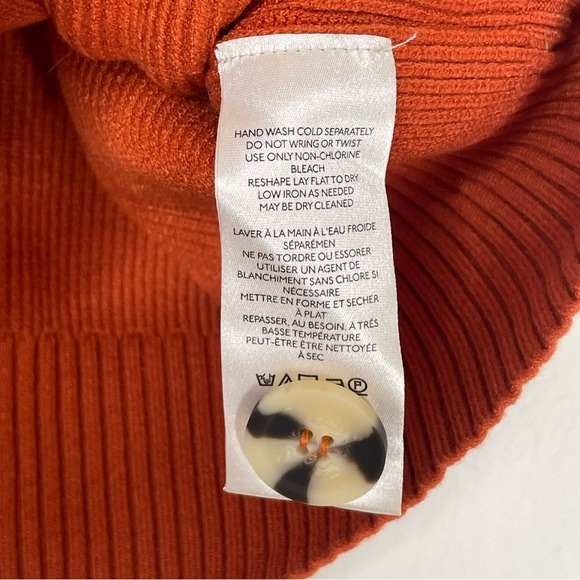 HAND WASH COLD SEPARATELY
DO NOT WRING OR TWIST
USE ONLY NON-CHLORINE
BLEACH
RESHAPE LAY FLAT TO DRY
LOW IRON AS NEEDED
MAY BE DRY CLEANED
LAVER À LA MAIN À L'EAU FROIDE
SÉPARÉMEN
NE PAS TORDRE OU ESSORER
UTILISER UN AGENT DE
BLANCHIMENT SANS CHLORE SI
NÉCESSAIRE
METTRE EN FORME ET SECHER
À PLAT
REPASSER, AU BESOIN, À TRÉS
BASSE TEMPÉRATURE
PEUT-ÊTRE ÊTRE NETTOYÉE
À SEC
P